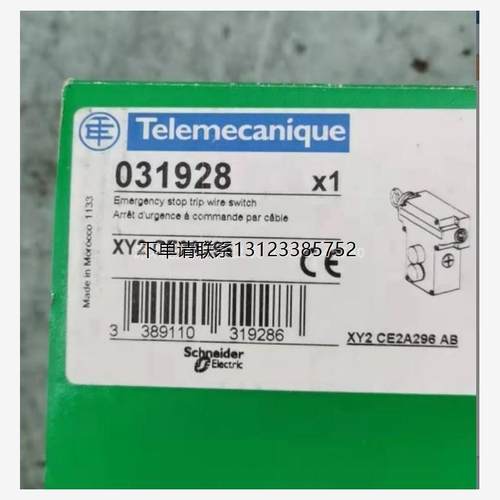 Telemecanique
031928 x1
Emergency stop trip wire switch
Arrêt d'urgence à commande par câble
XY2
下单请联系13123385752
CE
3 389110 319286
XY2 CE2A296 AB
Schneider
Electric
Made in Morocco 1133